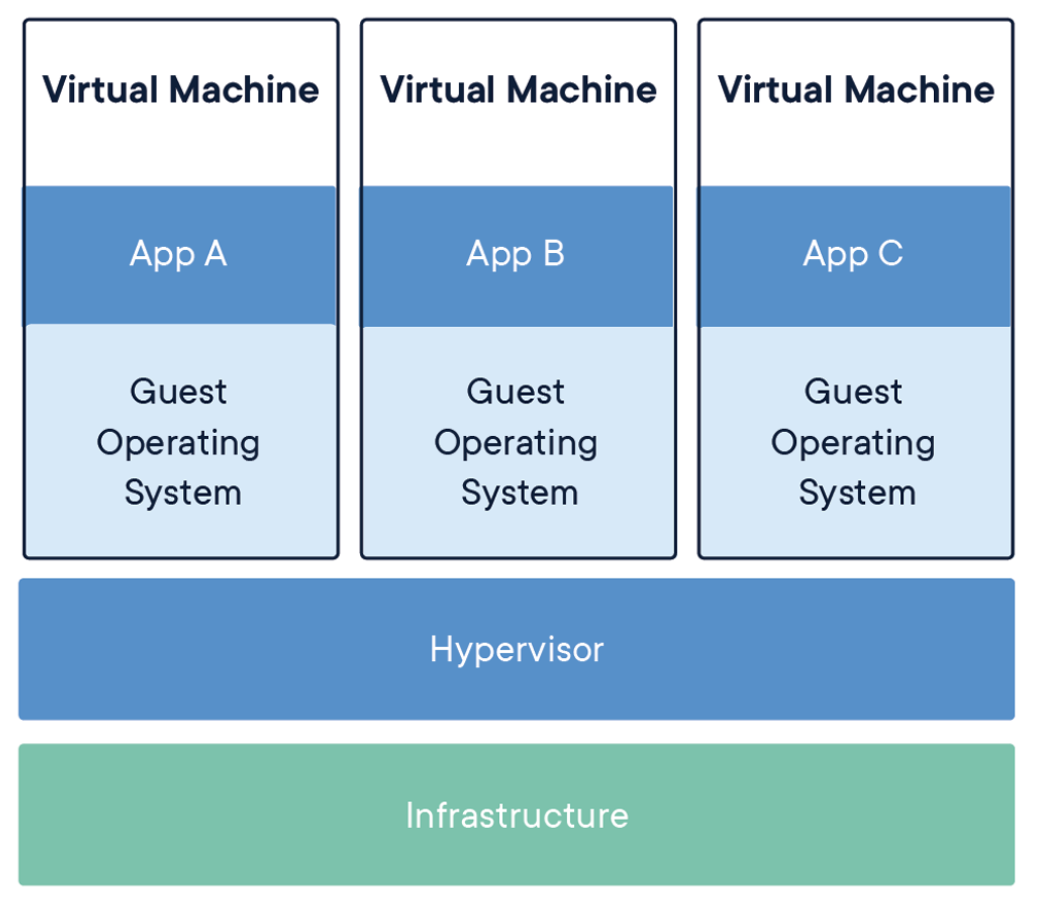 Virtual Machine
Virtual Machine
Virtual Machine
App A
App B
App C
Guest
Operating
System
Guest
Operating
System
Guest
Operating
System
Hypervisor
Infrastructure